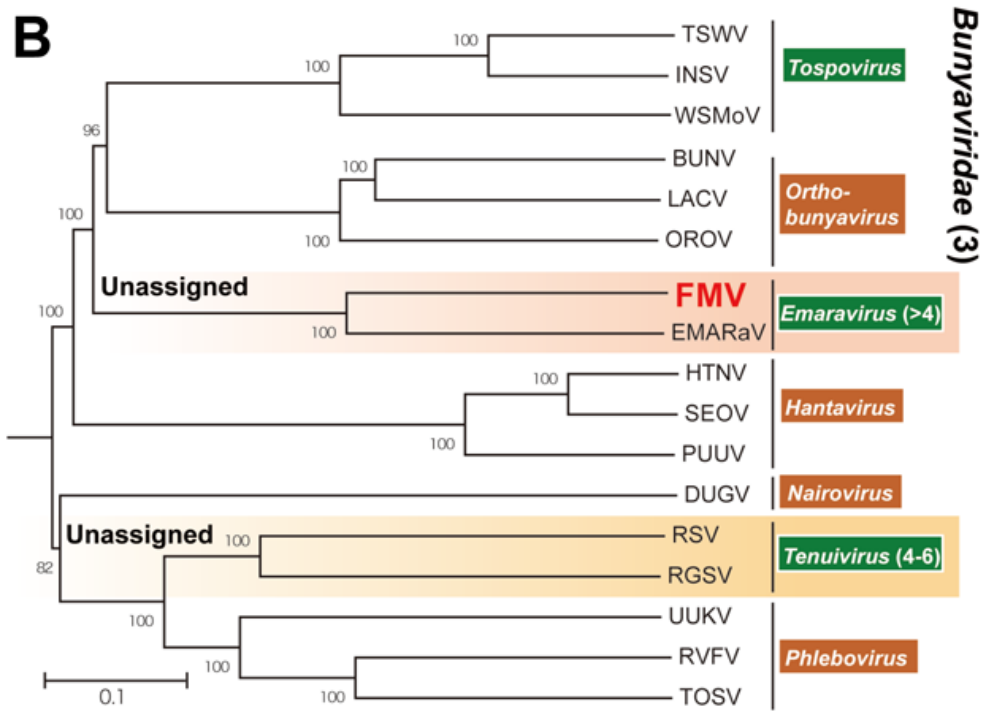 B
TSWV
100
INSV
100
Tospovirus
WSMoV
96
BUNV
100
LACV
Ortho-
bunyavirus
100
OROV
100
Bunyaviridae (3)
Unassigned
FMV
Emaravirus (>4)
100
EMARaV
100
HTNV
100
SEOV
Hantavirus
100
PUUV
DUGV
Nairovirus
Unassigned
RSV
100
Tenuivirus (4-6)
82
RGSV
100
UUKV
100
RVFV
Phlebovirus
100
TOSV
0.1